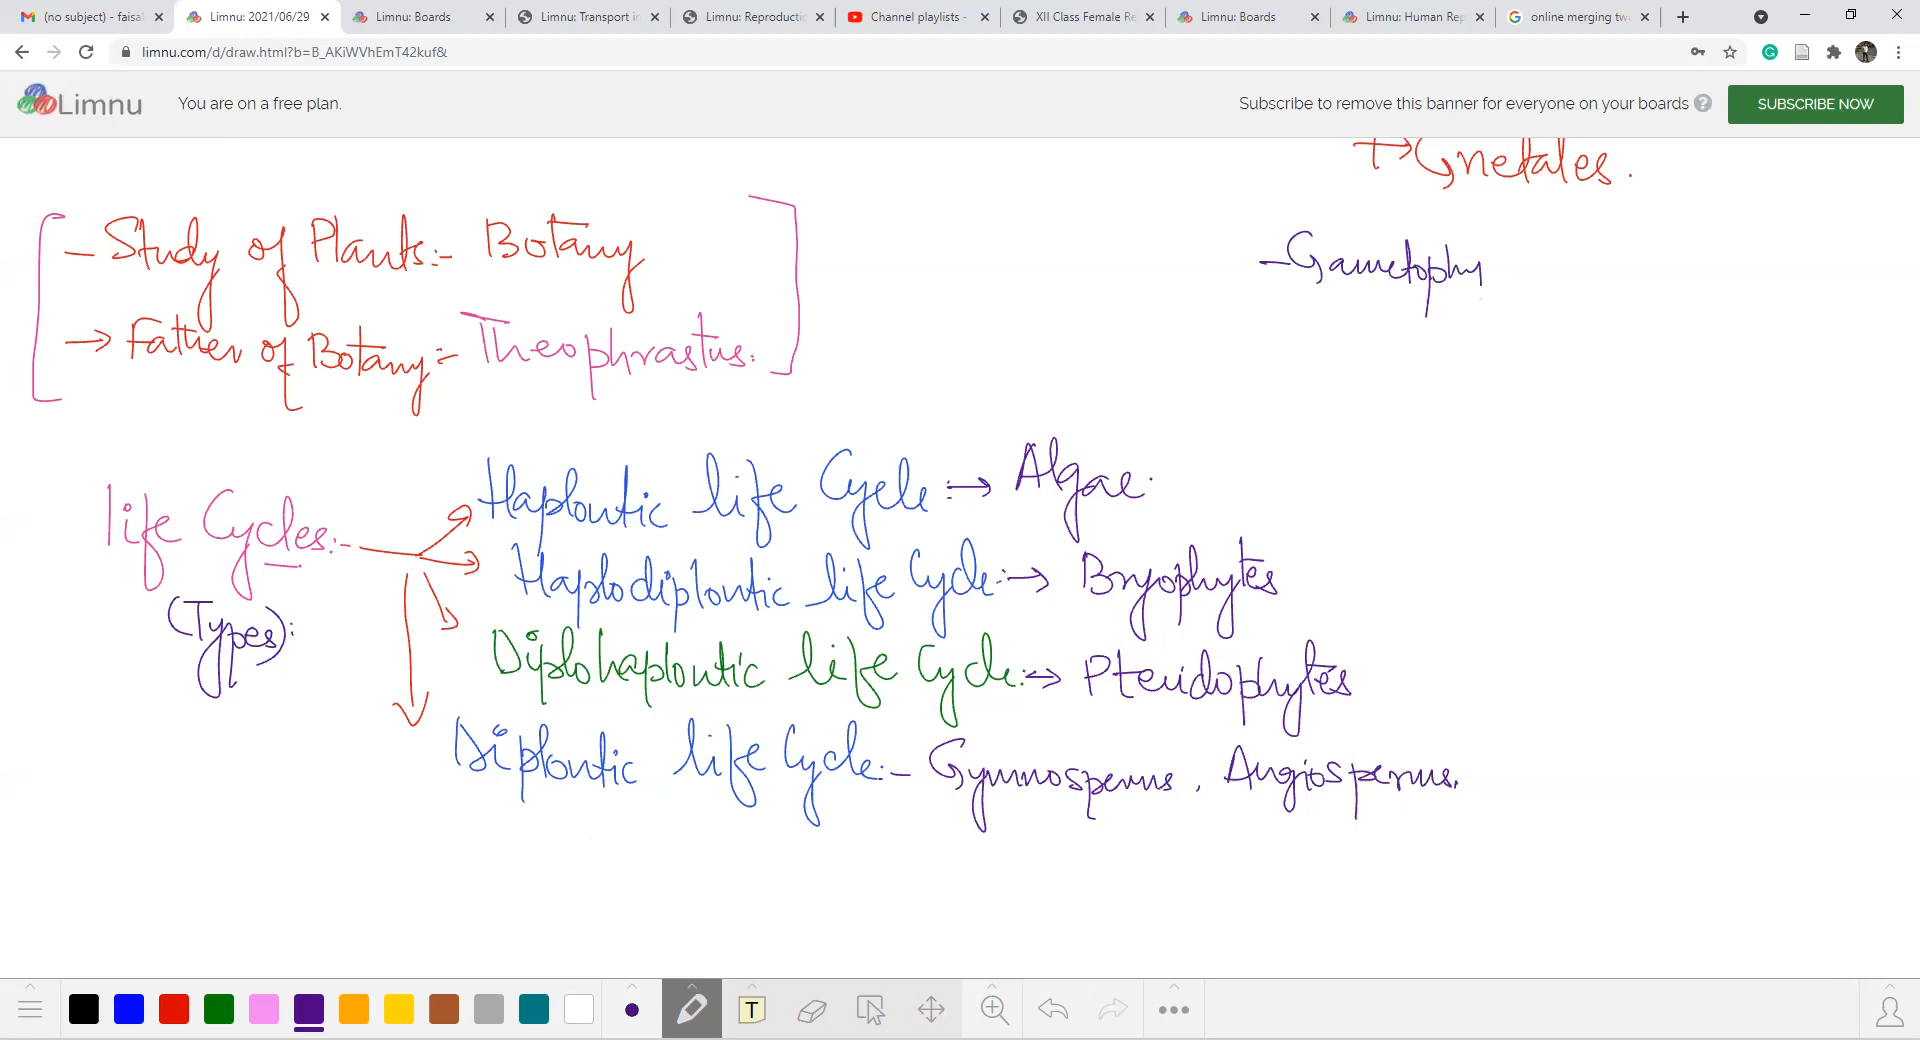 (no subject) - faisa
Limnu: 2021/06/29
Limnu: Boards
Limnu: Transport in
Limnu: Reproductio
Channel playlists -
XII Class Female Re
Limnu: Boards
Limnu: Human Rep
online merging tw
limnu.com/d/draw.html?b=B_AKiWVhEmT42kuf&
Limnu
You are on a free plan.
Subscribe to remove this banner for everyone on your boards ?
SUBSCRIBE NOW
→ Gnetales.
- Study of Plants:- Botany
- Gametophy
→ Father of Botany:- Theophrastus.
Life Cycles:-
(Types):
Haplontic life Cycle:→ Algae.
Haplodiplontic life Cycle:→ Bryophytes
Diplohaplontic life Cycle:→ Pteridophytes
Diplontic life Cycle:- Gymnosperms, Angiosperms.
T